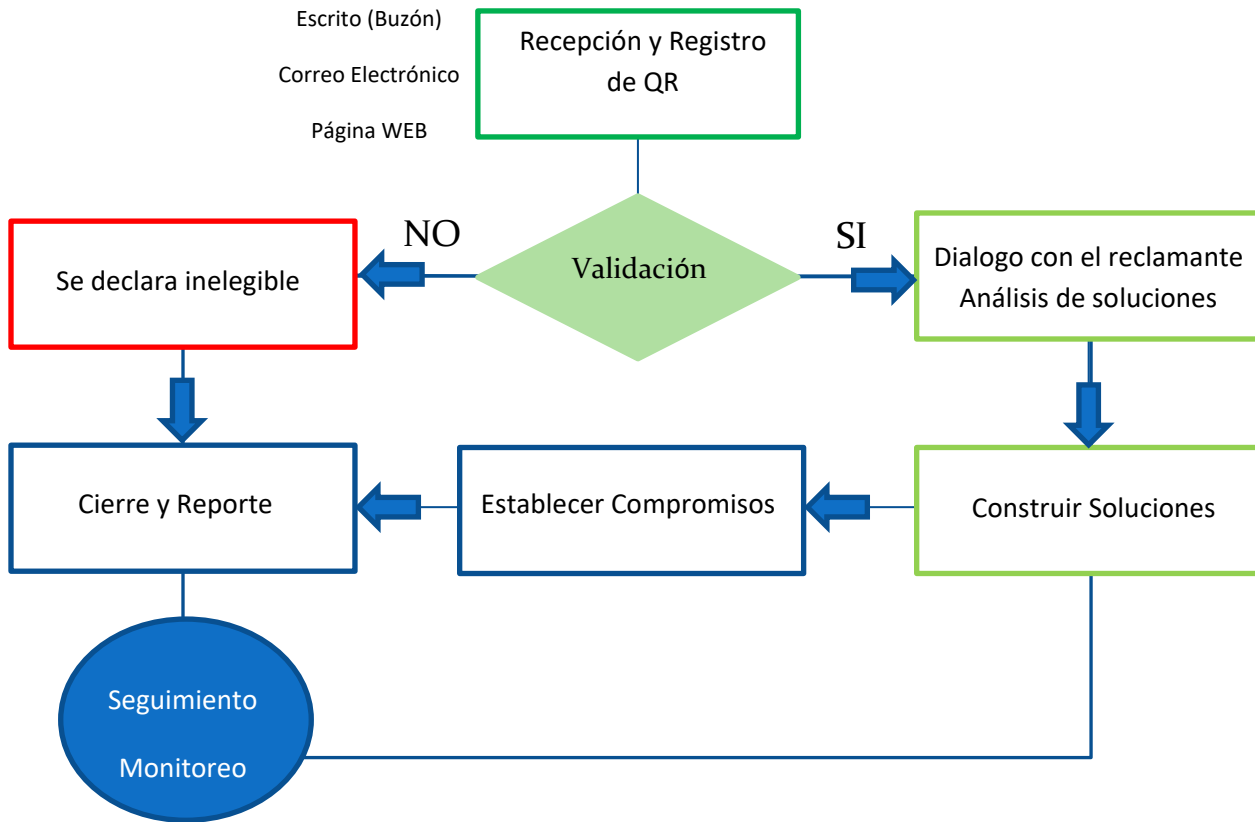 Escrito (Buzón)
Correo Electrónico
Página WEB
Recepción y Registro
de QR
NO
Validación
SI
Se declara inelegible
Dialogo con el reclamante
Análisis de soluciones
Cierre y Reporte
Establecer Compromisos
Construir Soluciones
Seguimiento
Monitoreo